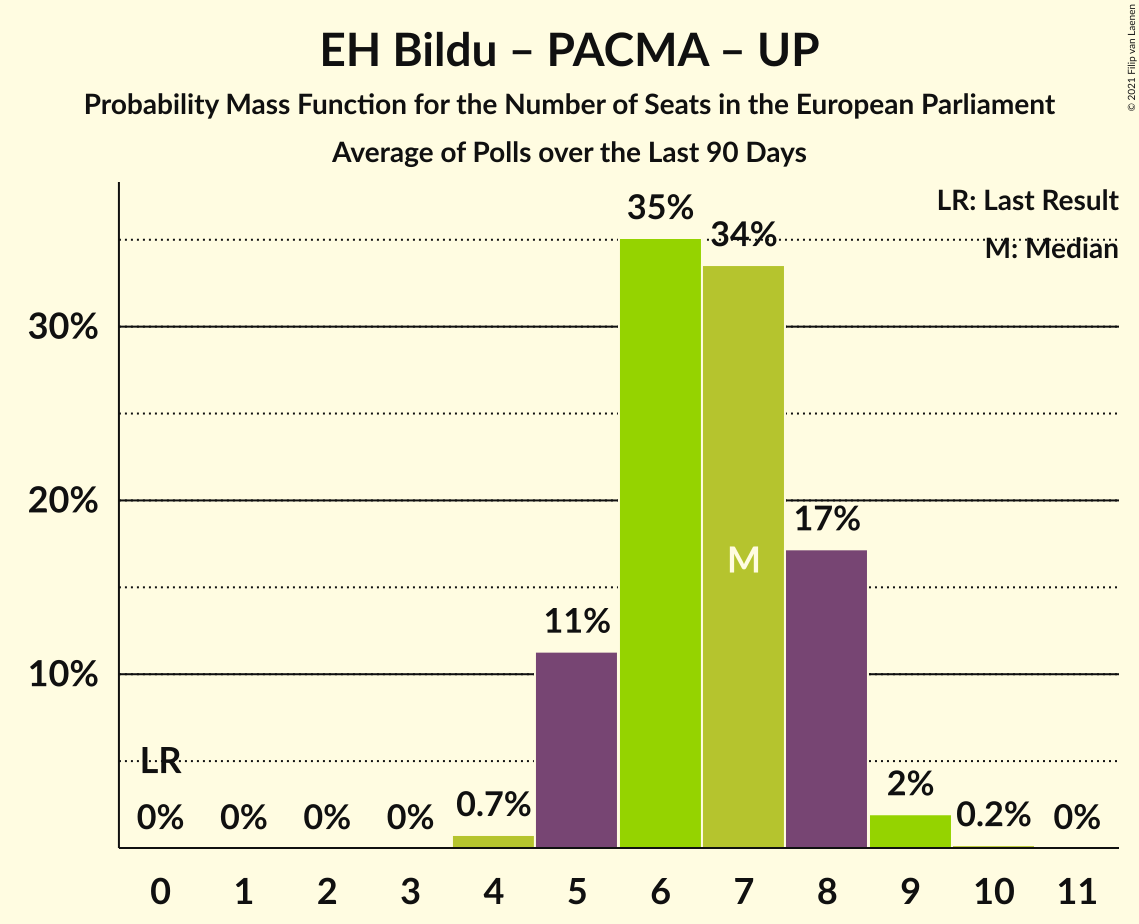 EH Bildu – PACMA – UP
Probability Mass Function for the Number of Seats in the European Parliament
Average of Polls over the Last 90 Days
© 2021 Filip van Laenen
LR: Last Result
M: Median
35%
34%
30%
20%
17%
M
11%
10%
LR
0%
0%
0%
0%
0.7%
2%
0.2%
0%
0 1 2 3 4 5 6 7 8 9 10 11